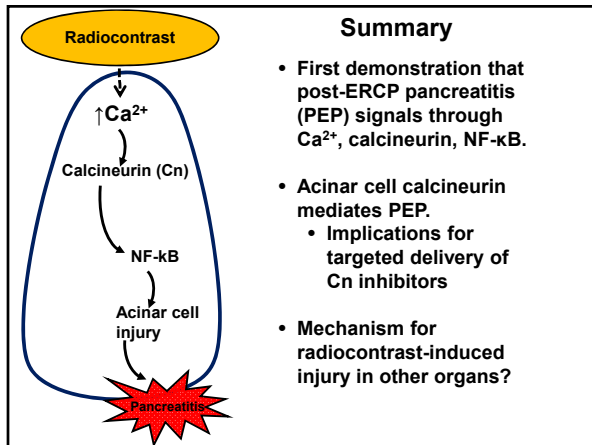 Radiocontrast
↑Ca²⁺
Calcineurin (Cn)
NF-kB
Acinar cell
injury
Pancreatitis
Summary
• First demonstration that
post-ERCP pancreatitis
(PEP) signals through
Ca²⁺, calcineurin, NF-κB.
• Acinar cell calcineurin
mediates PEP.
• Implications for
targeted delivery of
Cn inhibitors
• Mechanism for
radiocontrast-induced
injury in other organs?